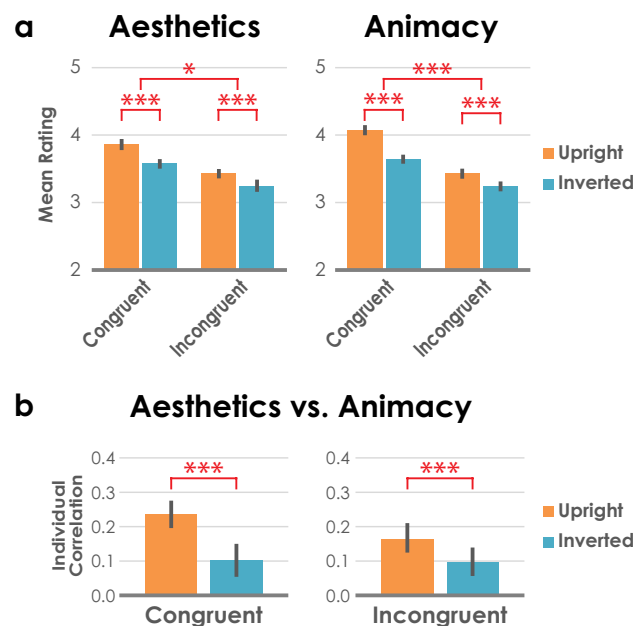 a
Aesthetics
Animacy
5
4
3
2
Mean Rating
*
***
***
Congruent
Incongruent
5
4
3
2
***
***
***
Congruent
Incongruent
Upright
Inverted
b
Aesthetics vs. Animacy
0.4
0.3
0.2
0.1
0.0
Individual
Correlation
***
Congruent
0.4
0.3
0.2
0.1
0.0
***
Incongruent
Upright
Inverted